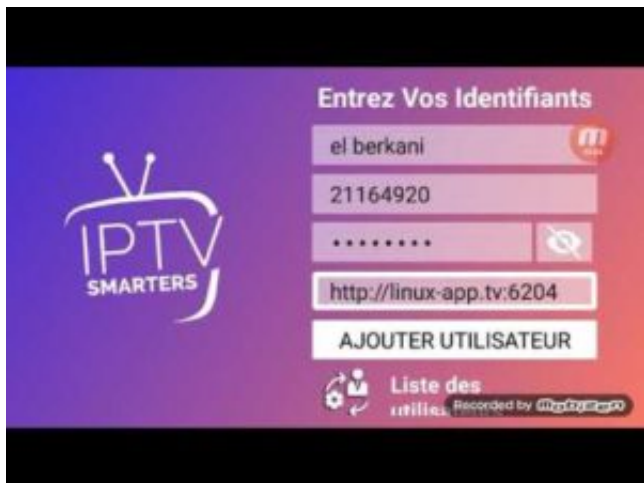 Entrez Vos Identifiants
el berkani
21164920
••••••••
http://linux-app.tv:6204
AJOUTER UTILISATEUR
IPTV
SMARTERS
Liste des
Recorded by